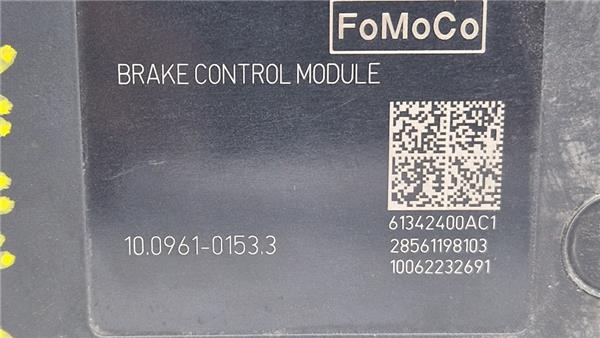 FoMoCo
BRAKE CONTROL MODULE
61342400AC1
10.0961-0153.3
28561198103
10062232691